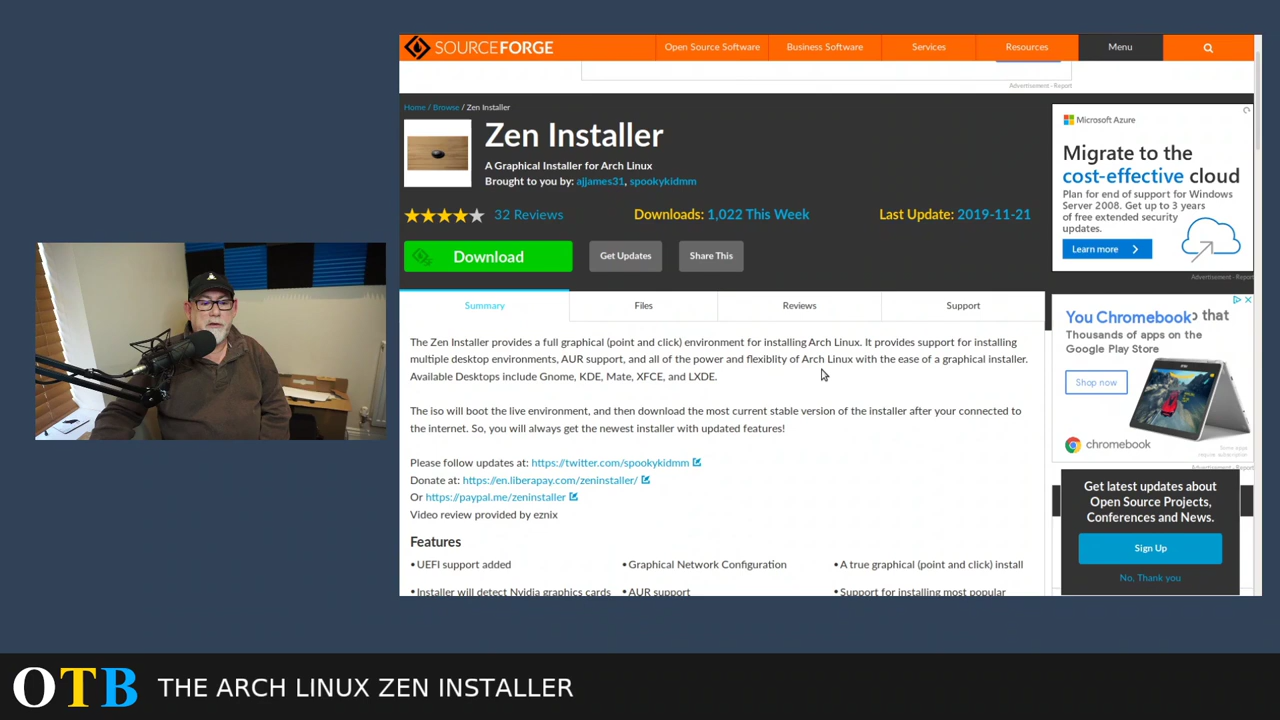 SOURCEFORGE
Open Source Software
Business Software
Services
Resources
Menu
Advertisement - Report
Home / Browse / Zen Installer
Zen Installer
A Graphical Installer for Arch Linux
Brought to you by: ajjames31, spookykidmm
32 Reviews
Downloads: 1,022 This Week
Last Update: 2019-11-21
Download
Get Updates
Share This
Summary
Files
Reviews
Support
The Zen Installer provides a full graphical (point and click) environment for installing Arch Linux. It provides support for installing
multiple desktop environments, AUR support, and all of the power and flexiblity of Arch Linux with the ease of a graphical installer.
Available Desktops include Gnome, KDE, Mate, XFCE, and LXDE.
The iso will boot the live environment, and then download the most current stable version of the installer after your connected to
the internet. So, you will always get the newest installer with updated features!
Please follow updates at: https://twitter.com/spookykidmm
Donate at: https://en.liberapay.com/zeninstaller/
Or https://paypal.me/zeninstaller
Video review provided by eznix
Features
• UEFI support added
• Graphical Network Configuration
• A true graphical (point and click) install
• Installer will detect Nvidia graphics cards
• AUR support
• Support for installing most popular
Microsoft Azure
Migrate to the
cost-effective cloud
Plan for end of support for Windows
Server 2008. Get up to 3 years
of free extended security
updates.
Learn more
Advertisement - Report
You Chromebook that
Thousands of apps on the
Google Play Store
Shop now
chromebook
Get latest updates about
Open Source Projects,
Conferences and News.
Sign Up
No, Thank you
OTB THE ARCH LINUX ZEN INSTALLER